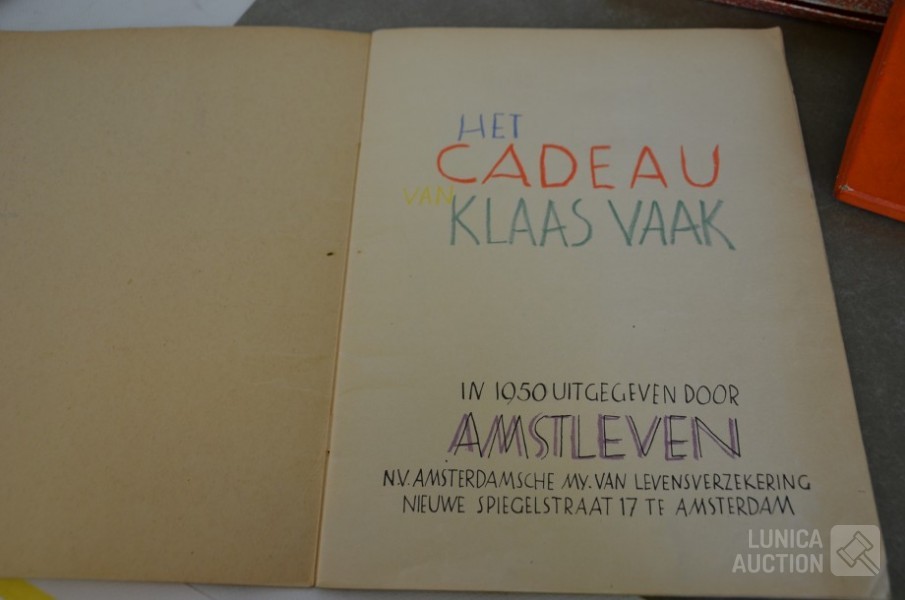 HET
CADEAU
VAN
KLAAS VAAK
IN 1950 UITGEGEVEN DOOR
AMSTLEVEN
N.V. AMSTERDAMSCHE MY. VAN LEVENSVERZEKERING
NIEUWE SPIEGELSTRAAT 17 TE AMSTERDAM
LUNICA
AUCTION